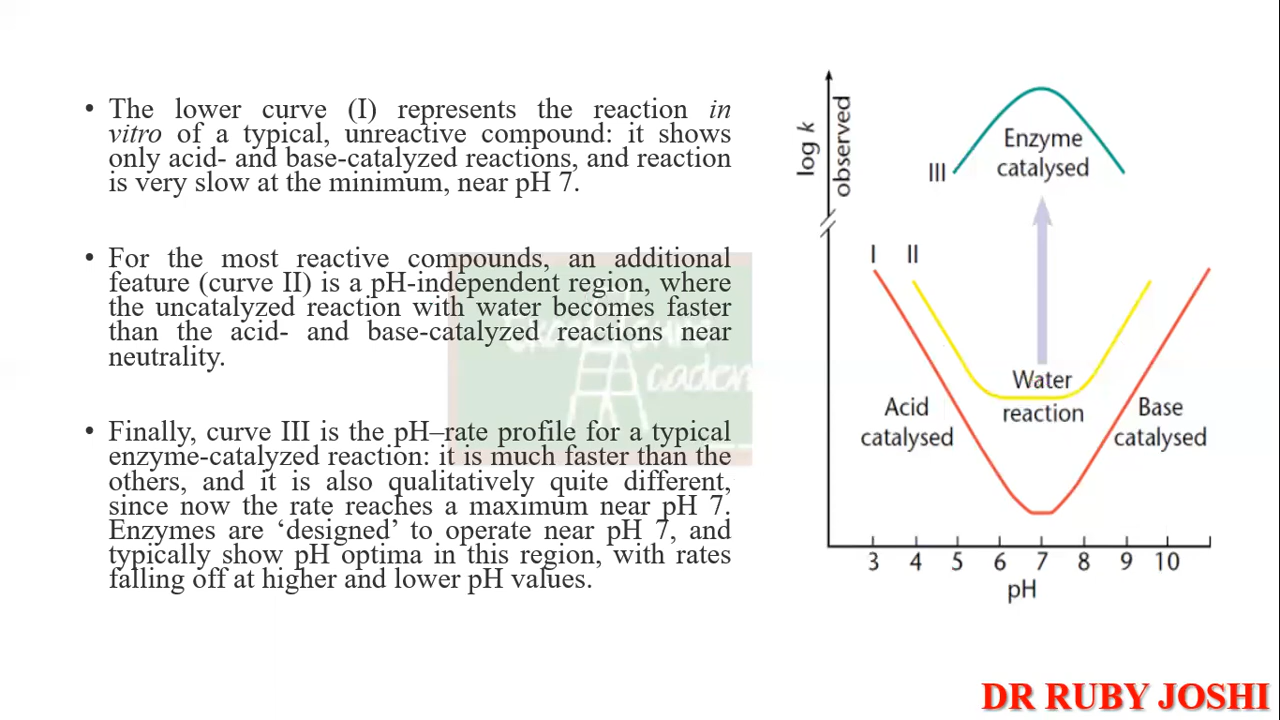 • The lower curve (I) represents the reaction in
vitro of a typical, unreactive compound: it shows
only acid- and base-catalyzed reactions, and reaction
is very slow at the minimum, near pH 7.
• For the most reactive compounds, an additional
feature (curve II) is a pH-independent region, where
the uncatalyzed reaction with water becomes faster
than the acid- and base-catalyzed reactions near
neutrality.
• Finally, curve III is the pH–rate profile for a typical
enzyme-catalyzed reaction: it is much faster than the
others, and it is also qualitatively quite different,
since now the rate reaches a maximum near pH 7.
Enzymes are ‘designed’ to operate near pH 7, and
typically show pH optima in this region, with rates
falling off at higher and lower pH values.
log k
observed
Enzyme
catalysed
III
I II
Water
reaction
Acid
catalysed
Base
catalysed
3 4 5 6 7 8 9 10
pH
DR RUBY JOSHI